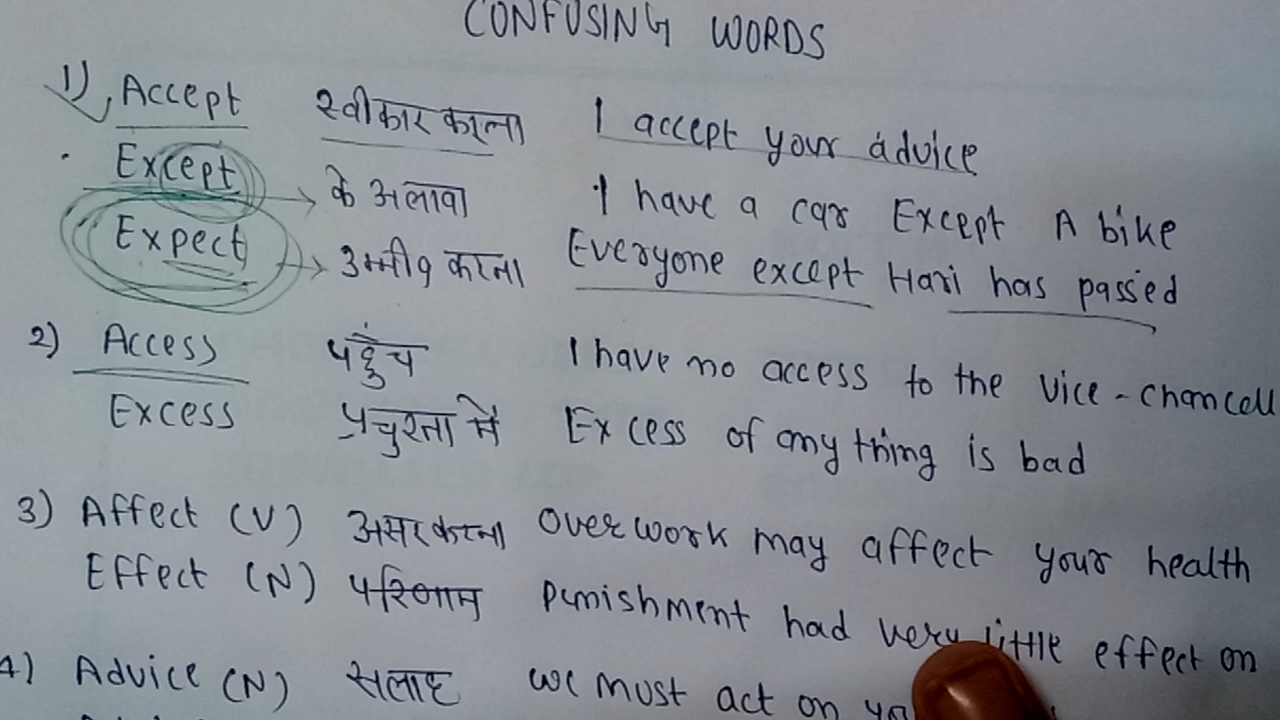 CONFUSING WORDS
1) Accept स्वीकार करना I accept your advice
Except के अलावा I have a car Except A bike
Expect उम्मीद करना Everyone except Hari has passed
2) Access पहुँच I have no access to the vice-chancell
Excess प्रचुरता में Excess of any thing is bad
3) Affect (V) असर करना Over work may affect your health
Effect (N) परिणाम Punishment had very little effect on
4) Advice (N) सलाह we must act on